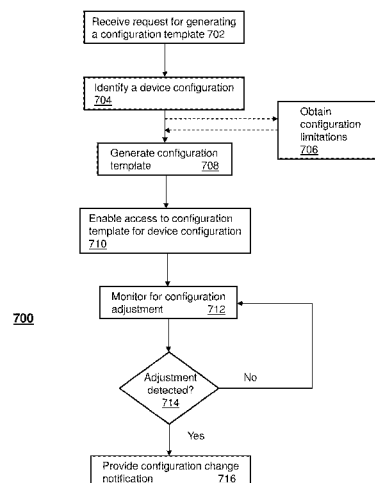 Receive request for generating
a configuration template 702
Identify a device configuration
704
Obtain
configuration
limitations
706
Generate configuration
template 708
Enable access to configuration
template for device configuration
710
700
Monitor for configuration
adjustment 712
Adjustment
detected?
714
No
Yes
Provide configuration change
notification 716